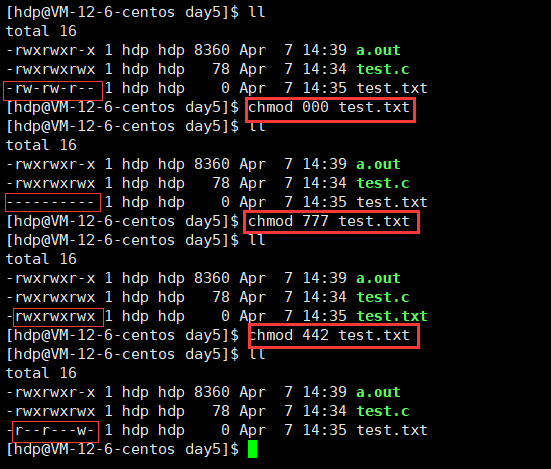 [hdp@VM-12-6-centos day5]$ ll
total 16
-rwxrwxr-x 1 hdp hdp 8360 Apr  7 14:39 a.out
-rwxrwxrwx 1 hdp hdp   78 Apr  7 14:34 test.c
-rw-rw-r-- 1 hdp hdp    0 Apr  7 14:35 test.txt
[hdp@VM-12-6-centos day5]$ chmod 000 test.txt
[hdp@VM-12-6-centos day5]$ ll
total 16
-rwxrwxr-x 1 hdp hdp 8360 Apr  7 14:39 a.out
-rwxrwxrwx 1 hdp hdp   78 Apr  7 14:34 test.c
---------- 1 hdp hdp    0 Apr  7 14:35 test.txt
[hdp@VM-12-6-centos day5]$ chmod 777 test.txt
[hdp@VM-12-6-centos day5]$ ll
total 16
-rwxrwxr-x 1 hdp hdp 8360 Apr  7 14:39 a.out
-rwxrwxrwx 1 hdp hdp   78 Apr  7 14:34 test.c
-rwxrwxrwx 1 hdp hdp    0 Apr  7 14:35 test.txt
[hdp@VM-12-6-centos day5]$ chmod 442 test.txt
[hdp@VM-12-6-centos day5]$ ll
total 16
-rwxrwxr-x 1 hdp hdp 8360 Apr  7 14:39 a.out
-rwxrwxrwx 1 hdp hdp   78 Apr  7 14:34 test.c
-r--r---w- 1 hdp hdp    0 Apr  7 14:35 test.txt
[hdp@VM-12-6-centos day5]$